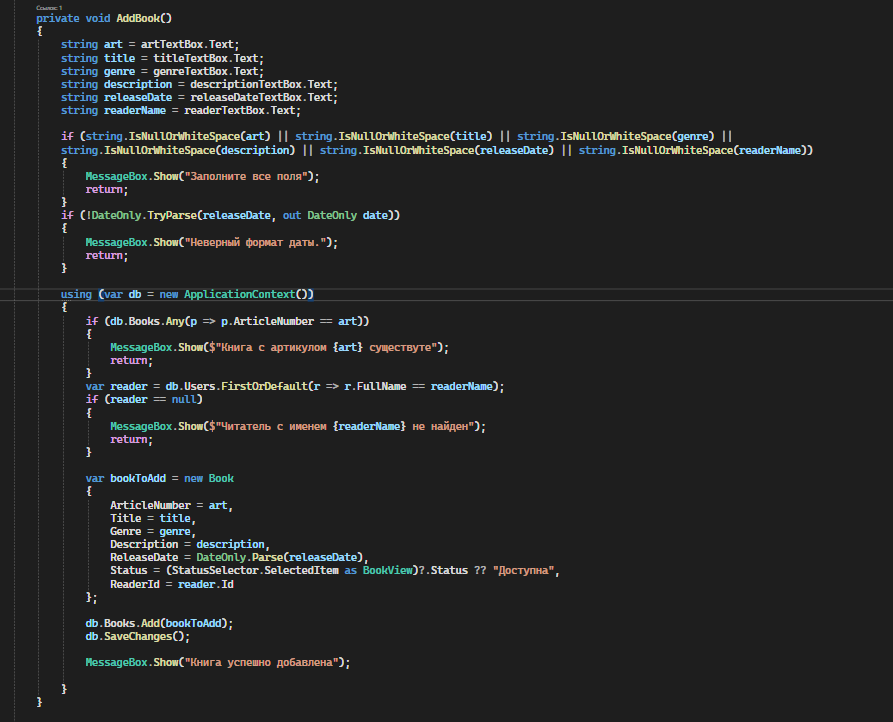 Ссылок: 1
private void AddBook()
{
string art = artTextBox.Text;
string title = titleTextBox.Text;
string genre = genreTextBox.Text;
string description = descriptionTextBox.Text;
string releaseDate = releaseDateTextBox.Text;
string readerName = readerTextBox.Text;
if (string.IsNullOrWhiteSpace(art) || string.IsNullOrWhiteSpace(title) || string.IsNullOrWhiteSpace(genre) ||
string.IsNullOrWhiteSpace(description) || string.IsNullOrWhiteSpace(releaseDate) || string.IsNullOrWhiteSpace(readerName))
{
MessageBox.Show("Заполните все поля");
return;
}
if (!DateOnly.TryParse(releaseDate, out DateOnly date))
{
MessageBox.Show("Неверный формат даты.");
return;
}
using (var db = new ApplicationContext())
{
if (db.Books.Any(p => p.ArticleNumber == art))
{
MessageBox.Show($"Книга с артикулом {art} существуте");
return;
}
var reader = db.Users.FirstOrDefault(r => r.FullName == readerName);
if (reader == null)
{
MessageBox.Show($"Читатель с именем {readerName} не найден");
return;
}
var bookToAdd = new Book
{
ArticleNumber = art,
Title = title,
Genre = genre,
Description = description,
ReleaseDate = DateOnly.Parse(releaseDate),
Status = (StatusSelector.SelectedItem as BookView)?.Status ?? "Доступна",
ReaderId = reader.Id
};
db.Books.Add(bookToAdd);
db.SaveChanges();
MessageBox.Show("Книга успешно добавлена");
}
}